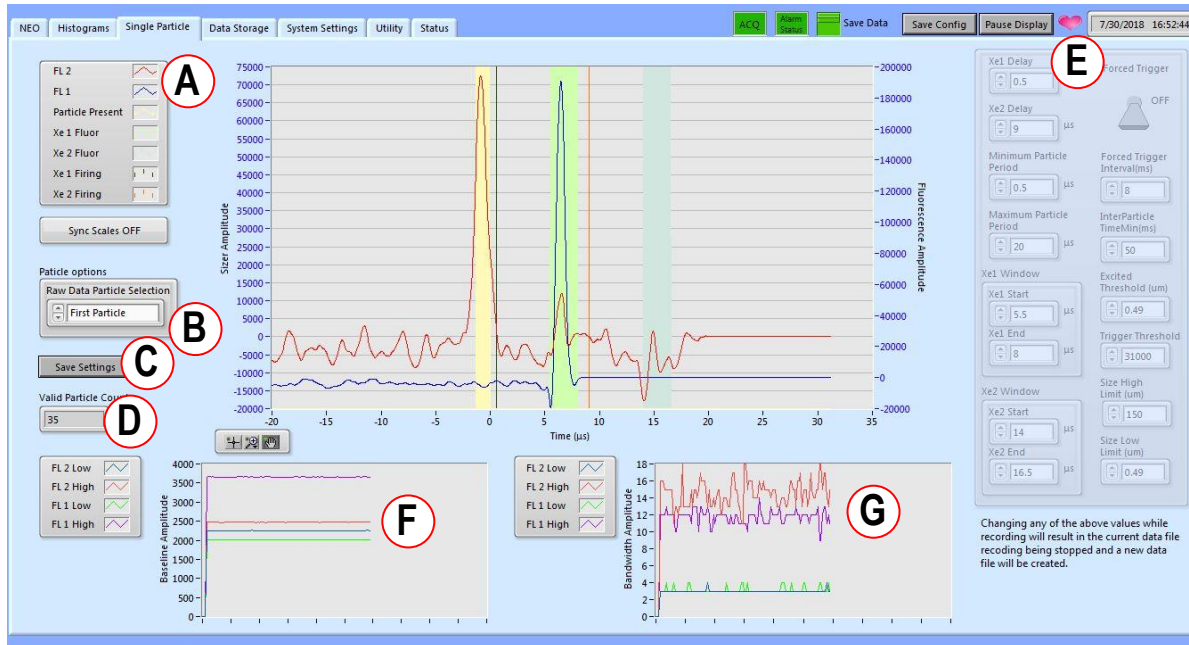 NEO Histograms Single Particle Data Storage System Settings Utility Status
ACQ Alarm Status Save Data Save Config Pause Display 7/30/2018 16:52:44
A
FL 2
FL 1
Particle Present
Xe 1 Fluor
Xe 2 Fluor
Xe 1 Firing
Xe 2 Firing
Sync Scales OFF
Paticle options
Raw Data Particle Selection
First Particle
B
Save Settings
C
Valid Particle Coun
35
D
Sizer Amplitude
75000
70000
65000
60000
55000
50000
45000
40000
35000
30000
25000
20000
15000
10000
5000
0
-5000
-10000
-15000
-20000
-20 -15 -10 -5 0 5 10 15 20 25 30 35
Time (µs)
Fluorescence Amplitude
200000
-180000
-160000
-140000
-120000
-100000
-80000
-60000
-40000
-20000
-0
-20000
E
Xe1 Delay
0.5
Forced Trigger
OFF
Xe2 Delay
9 µs
Minimum Particle
Period
0.5 µs
Forced Trigger
Interval(ms)
8
Maximum Particle
Period
20 µs
InterParticle
TimeMin(ms)
50
Xe1 Window
Xe1 Start
5.5 µs
Xe1 End
8
Excited
Threshold (um)
0.49
Trigger Threshold
31000
Xe2 Window
Xe2 Start
14 µs
Xe2 End
16.5
Size High
Limit (um)
150
Size Low
Limit (um)
0.49
Changing any of the above values while
recording will result in the current data file
recoding being stopped and a new data
file will be created.
FL 2 Low
FL 2 High
FL 1 Low
FL 1 High
Baseline Amplitude
4000
3500
3000
2500
2000
1500
1000
500
0
F
FL 2 Low
FL 2 High
FL 1 Low
FL 1 High
Bandwidth Amplitude
18
16
14
12
10
8
6
4
2
0
G